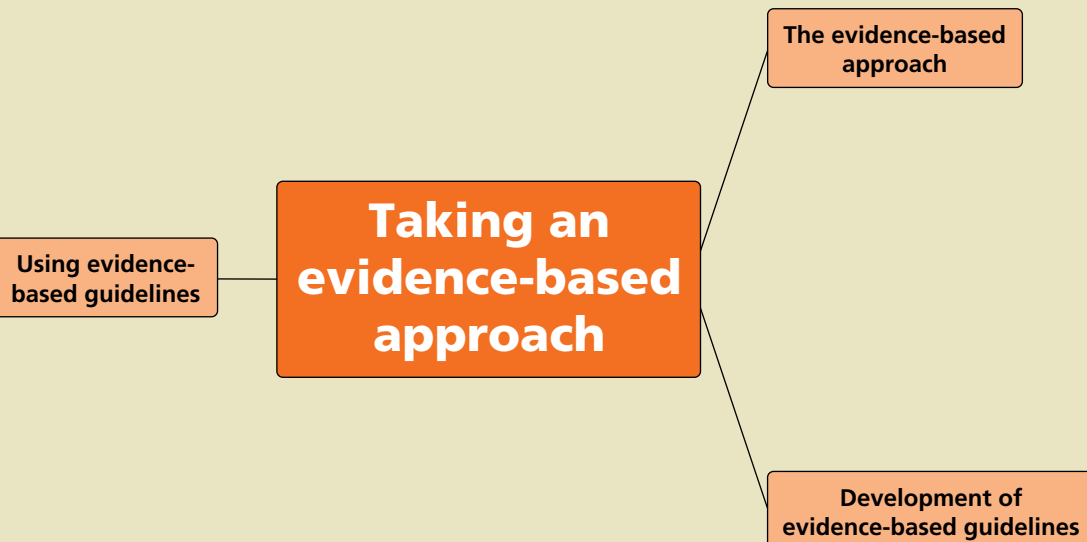 The evidence-based
approach
Taking an
evidence-based
approach
Using evidence-
based guidelines
Development of
evidence-based guidelines